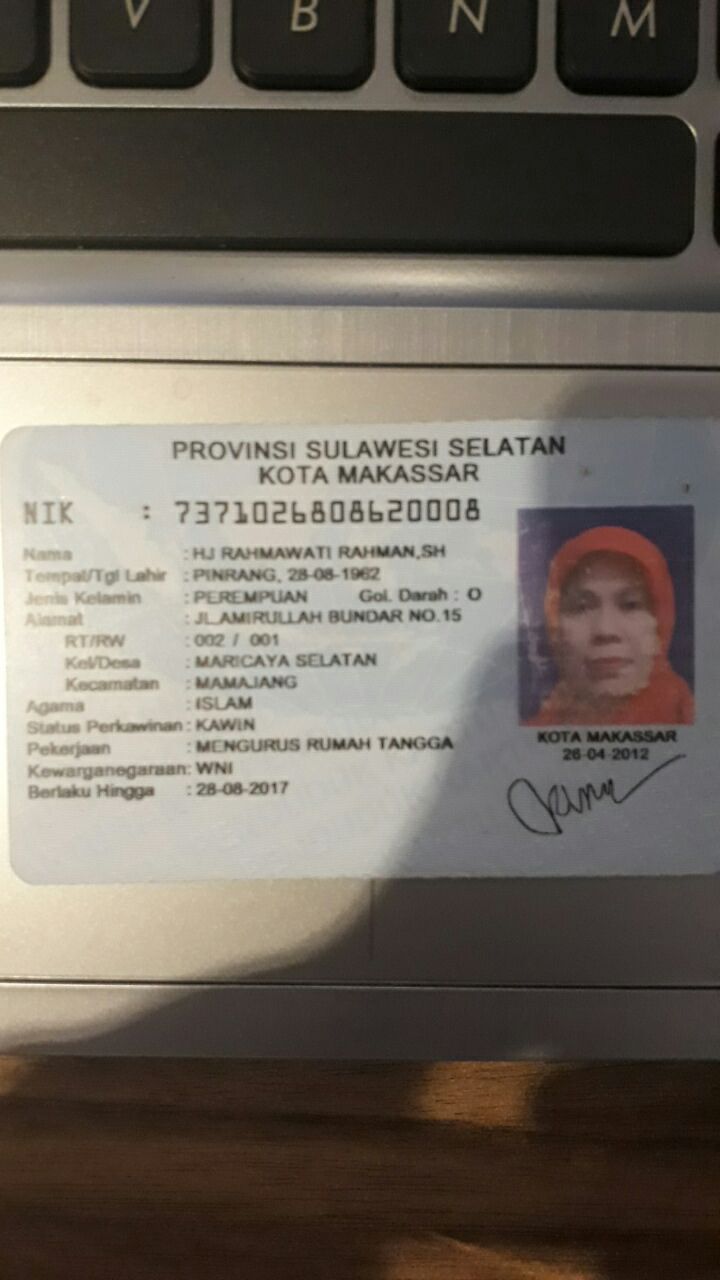 V B N M
PROVINSI SULAWESI SELATAN
KOTA MAKASSAR
NIK : 7371026808620008
Nama : HJ RAHMAWATI RAHMAN,SH
Tempat/Tgl Lahir : PINRANG, 28-08-1962
Jenis Kelamin : PEREMPUAN Gol. Darah : O
Alamat : JL.AMIRULLAH BUNDAR NO.15
RT/RW : 002 / 001
Kel/Desa : MARICAYA SELATAN
Kecamatan : MAMAJANG
Agama : ISLAM
Status Perkawinan : KAWIN
Pekerjaan : MENGURUS RUMAH TANGGA
Kewarganegaraan: WNI
Berlaku Hingga : 28-08-2017
KOTA MAKASSAR
26-04-2012